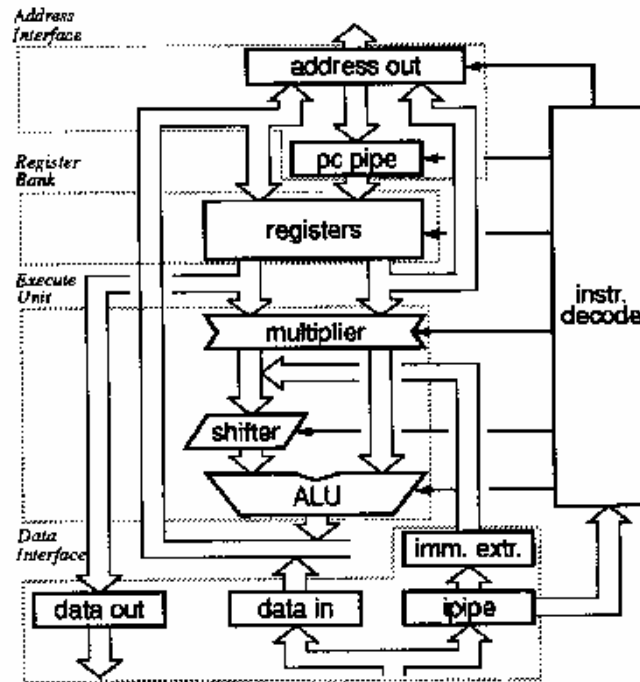 Address
Interface
address out
pc pipe
Register
Bank
registers
Execute
Unit
instr.
decode
multiplier
shifter
ALU
Data
Interface
imm. extr.
data out
data in
ipipe